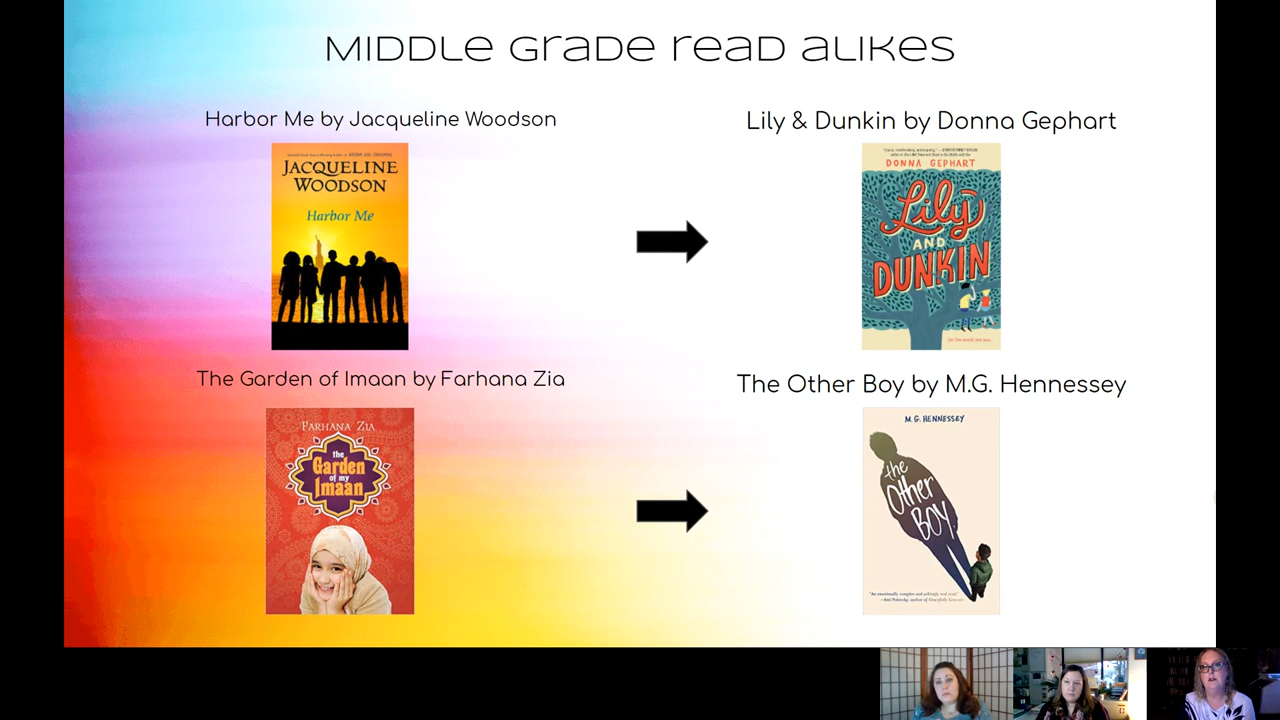 Middle Grade Read Alikes
Harbor Me by Jacqueline Woodson
Lily & Dunkin by Donna Gephart
JACQUELINE
WOODSON
Harbor Me
DONNA GEPHART
Lily
AND
DUNKIN
The Garden of Imaan by Farhana Zia
The Other Boy by M.G. Hennessey
FARHANA ZIA
the
Garden
of my
Imaan
M. G. HENNESSEY
the
Other
BOY